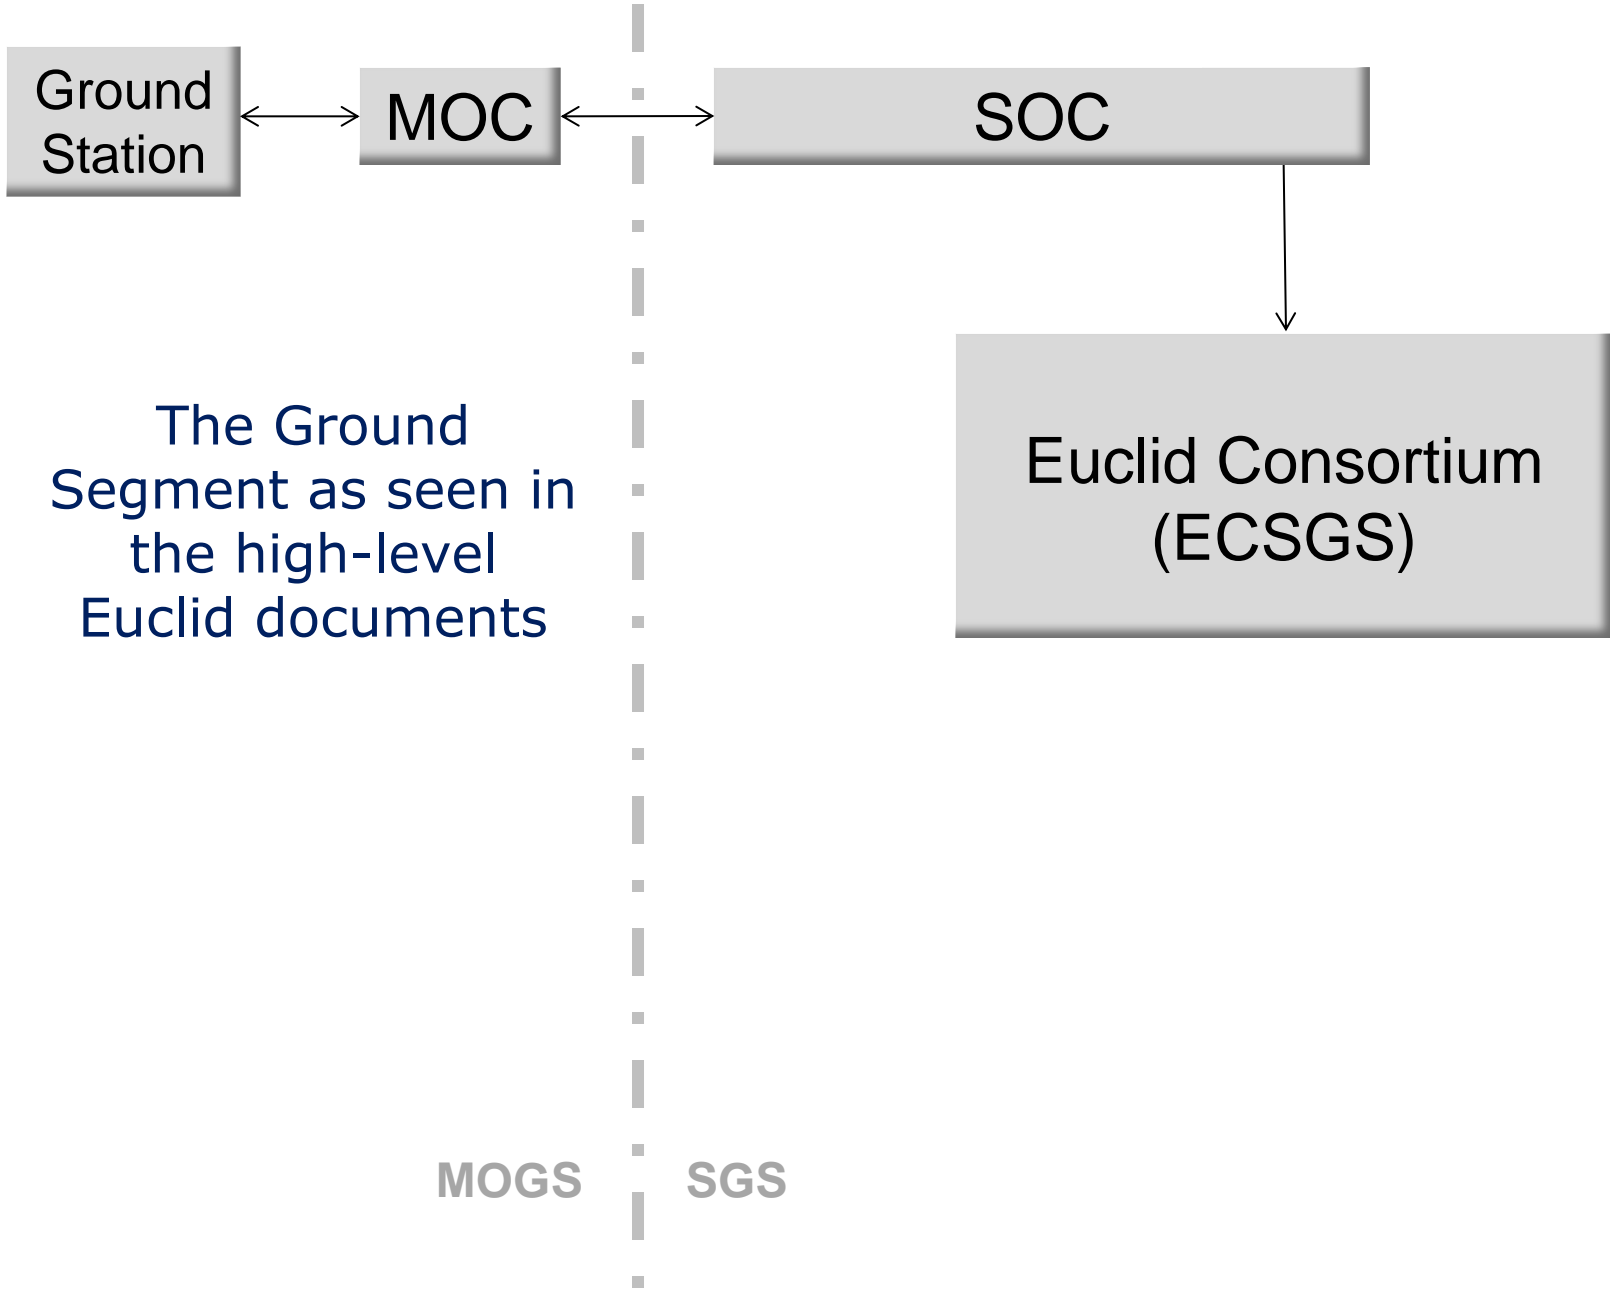 Ground
Station
MOC
SOC
The Ground
Segment as seen in
the high-level
Euclid documents
Euclid Consortium
(ECSGS)
MOGS
SGS